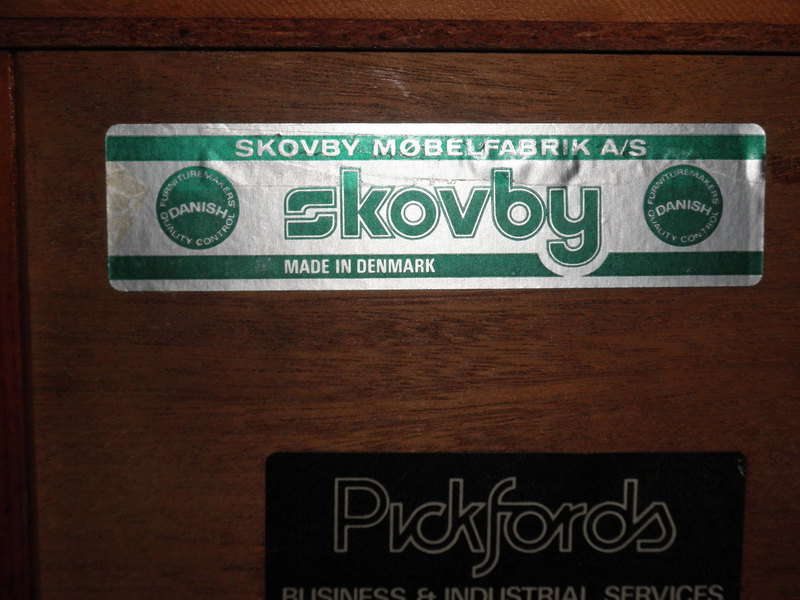 SKOVBY MØBELFABRIK A/S
FURNITUREMAKERS
DANISH
QUALITY CONTROL
skovby
FURNITUREMAKERS
DANISH
QUALITY CONTROL
MADE IN DENMARK
Pickfords
BUSINESS & INDUSTRIAL SERVICES